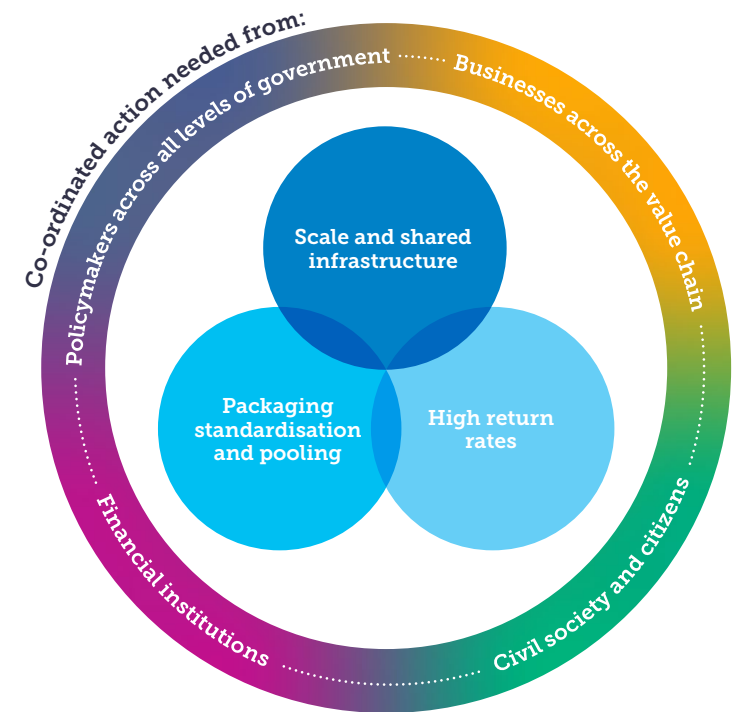 Co-ordinated action needed from:
Policymakers across all levels of government
Businesses across the value chain
Civil society and citizens
Financial institutions
Scale and shared
infrastructure
Packaging
standardisation
and pooling
High return
rates